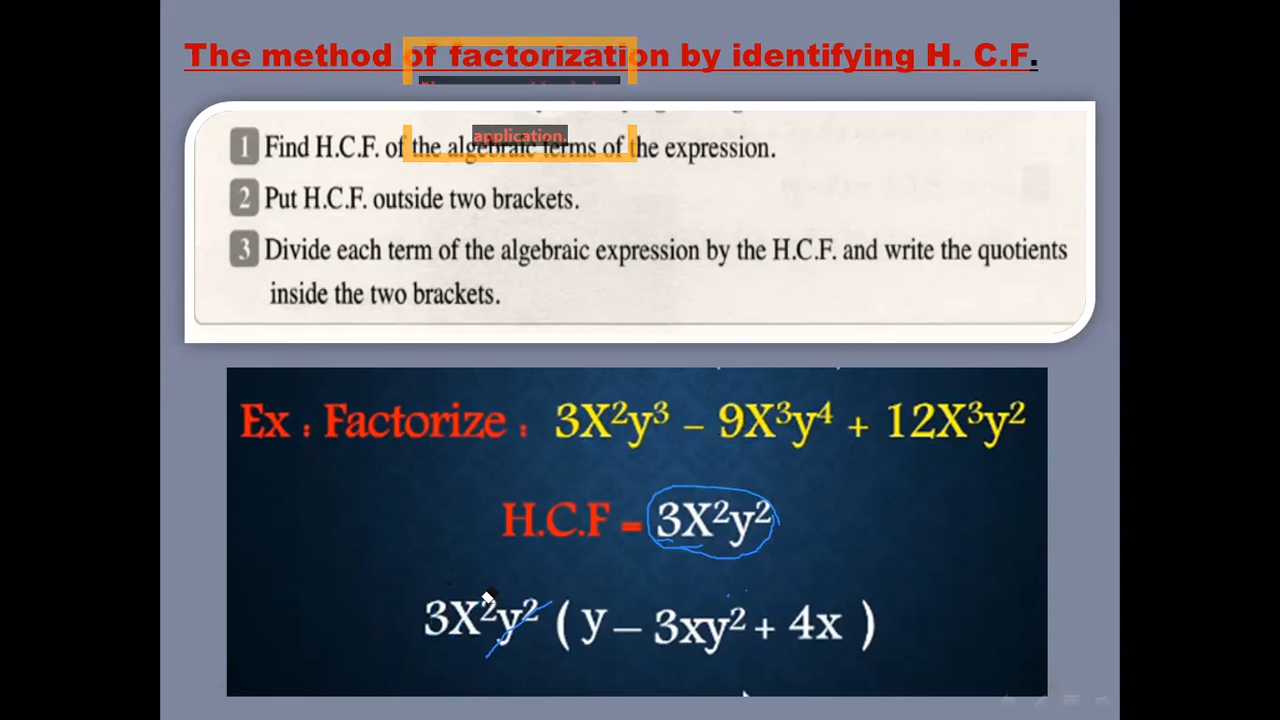 The method of factorization by identifying H. C.F.
application.
1 Find H.C.F. of the algebraic terms of the expression.
2 Put H.C.F. outside two brackets.
3 Divide each term of the algebraic expression by the H.C.F. and write the quotients
inside the two brackets.
Ex : Factorize : 3X²y³ – 9X³y⁴ + 12X³y²
H.C.F = 3X²y²
3X²y² ( y – 3xy² + 4x )